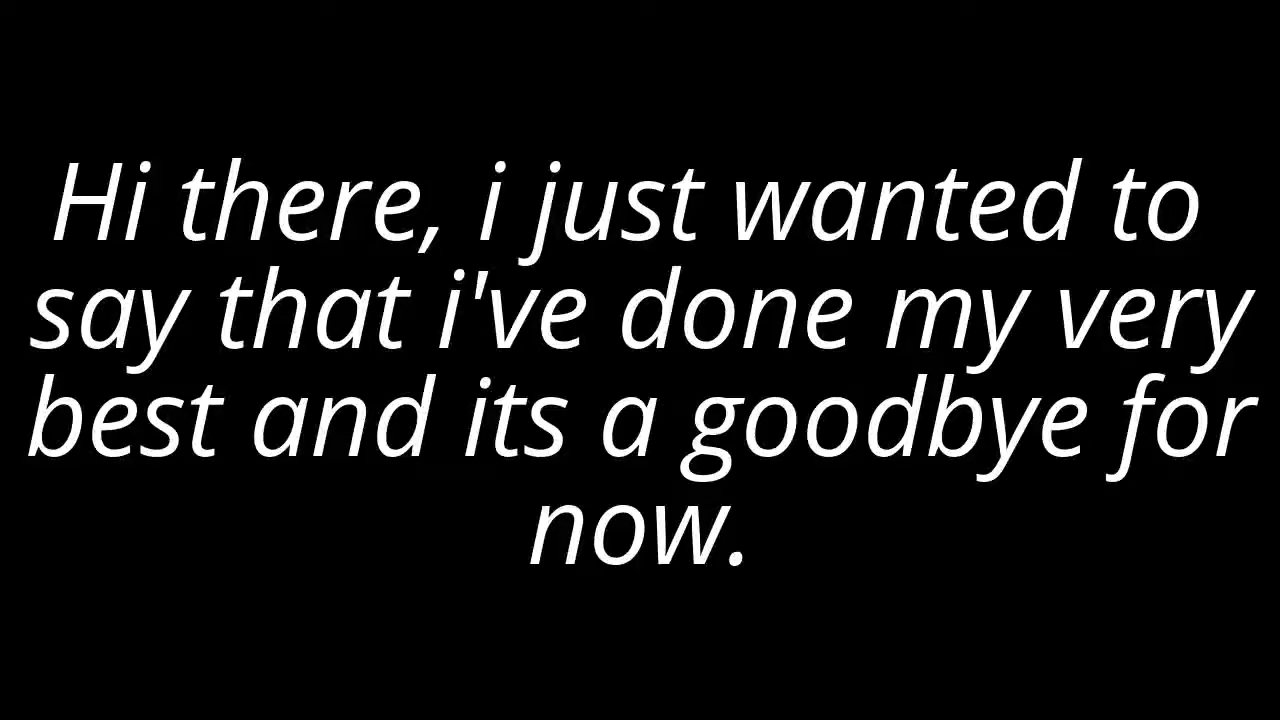 Hi there, i just wanted to
say that i've done my very
best and its a goodbye for
now.